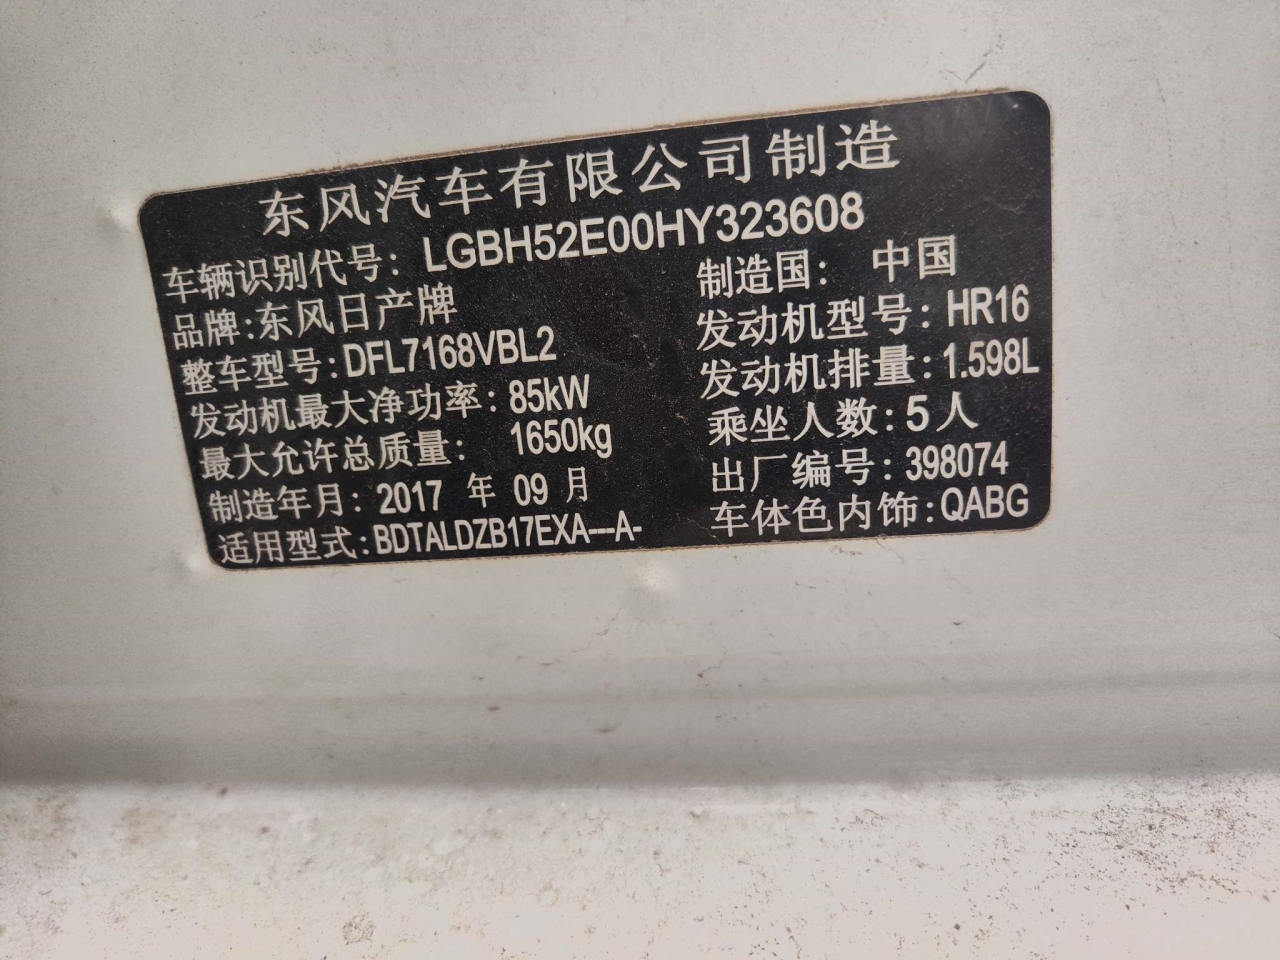 东风汽车有限公司制造
车辆识别代号: LGBH52E00HY323608
品牌:东风日产牌 制造国: 中国
整车型号:DFL7168VBL2 发动机型号: HR16
发动机最大净功率: 85kW 发动机排量:1.598L
最大允许总质量: 1650kg 乘坐人数:5人
制造年月: 2017 年 09 月 出厂编号: 398074
适用型式:BDTALDZB17EXA---A- 车体色内饰:QABG